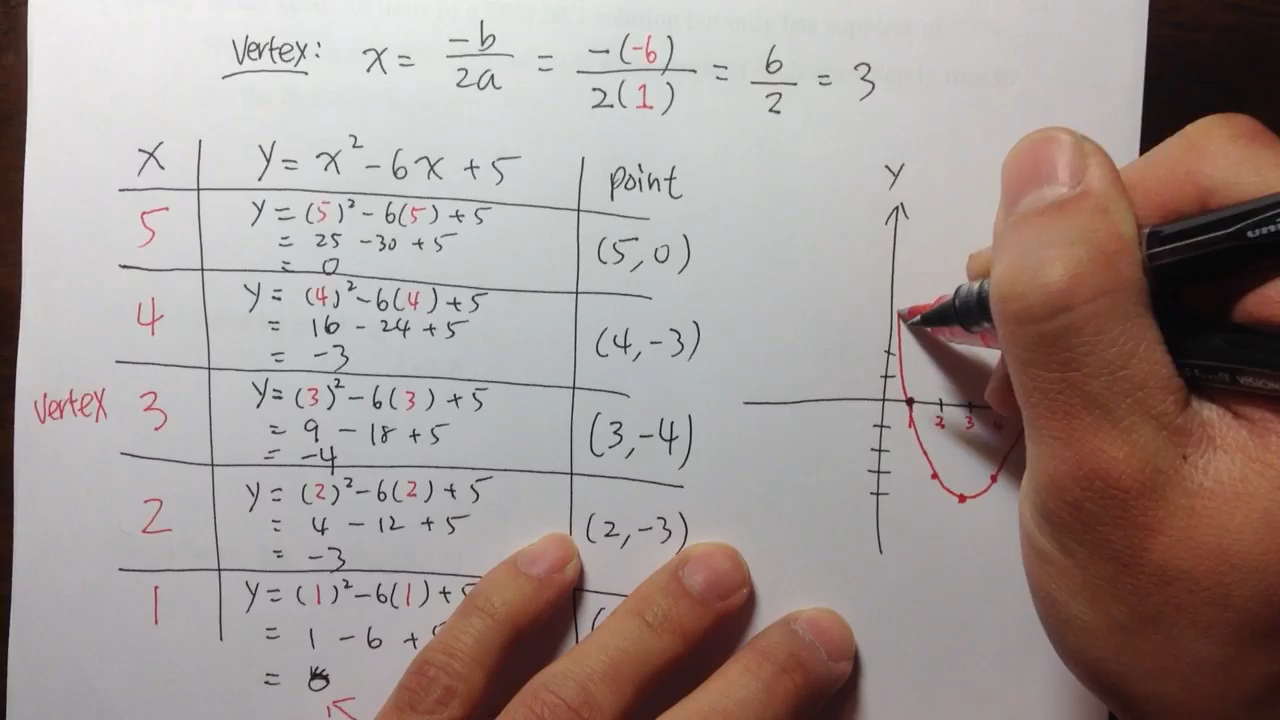 Vertex: x = -b/2a = -(-6)/2(1) = 6/2 = 3
x y = x² - 6x + 5 point
5 y = (5)² - 6(5) + 5 (5, 0)
= 25 - 30 + 5
= 0
4 y = (4)² - 6(4) + 5 (4, -3)
= 16 - 24 + 5
= -3
Vertex 3 y = (3)² - 6(3) + 5 (3, -4)
= 9 - 18 + 5
= -4
2 y = (2)² - 6(2) + 5 (2, -3)
= 4 - 12 + 5
= -3
1 y = (1)² - 6(1) + 5 (
= 1 - 6 +
=
Y
1 2 3 4
VISION